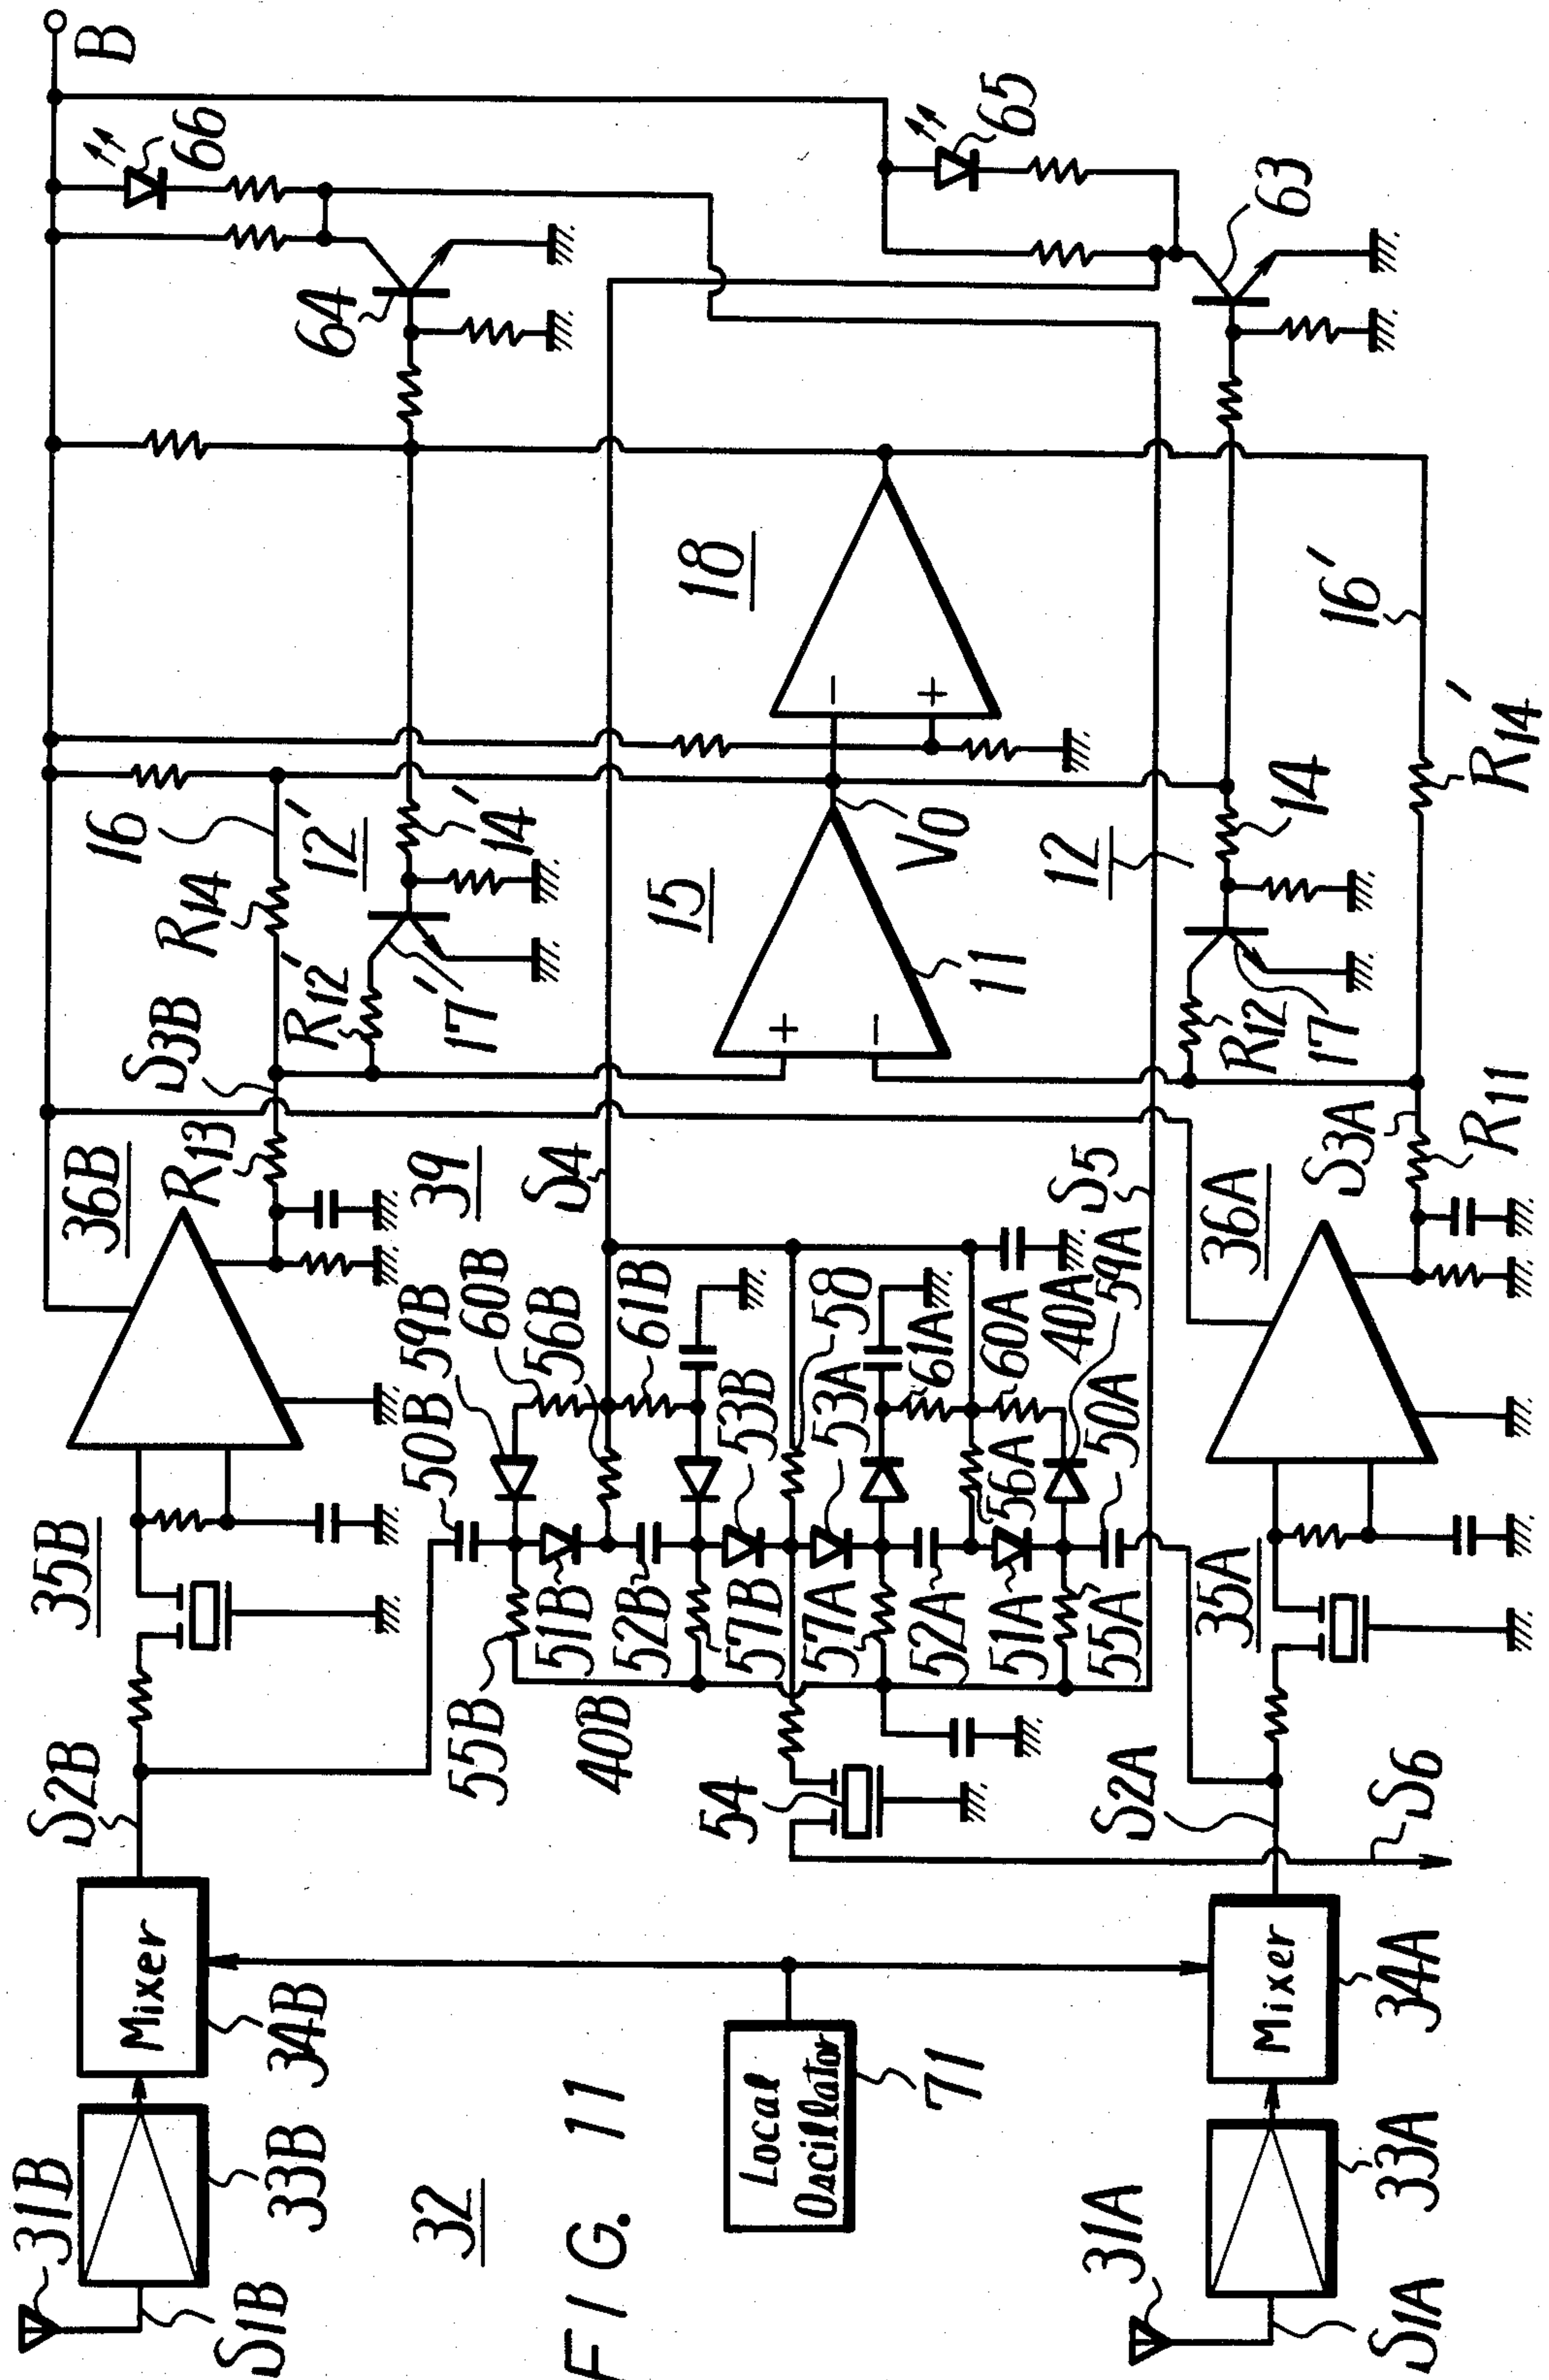 B
66
65
64
63
18
−
+
16'
R14'
16
R14
12'
14'
15
V0
12
14
S3B
R12'
17'
+
−
11
R12
17
36B
R13
39
S4
S5
36A
S3A
R11
59B
60B
56B
61B
58
61A
60A
40A
59A
50B
53B
53A
56A
50A
35B
55B
51B
52B
40B
57B
57A
52A
51A
55A
35A
S2B
54
S2A
S6
Mixer
34B
Mixer
34A
31B
33B
S1B
32
Local
Oscillator
71
31A
33A
S1A
FIG. 11